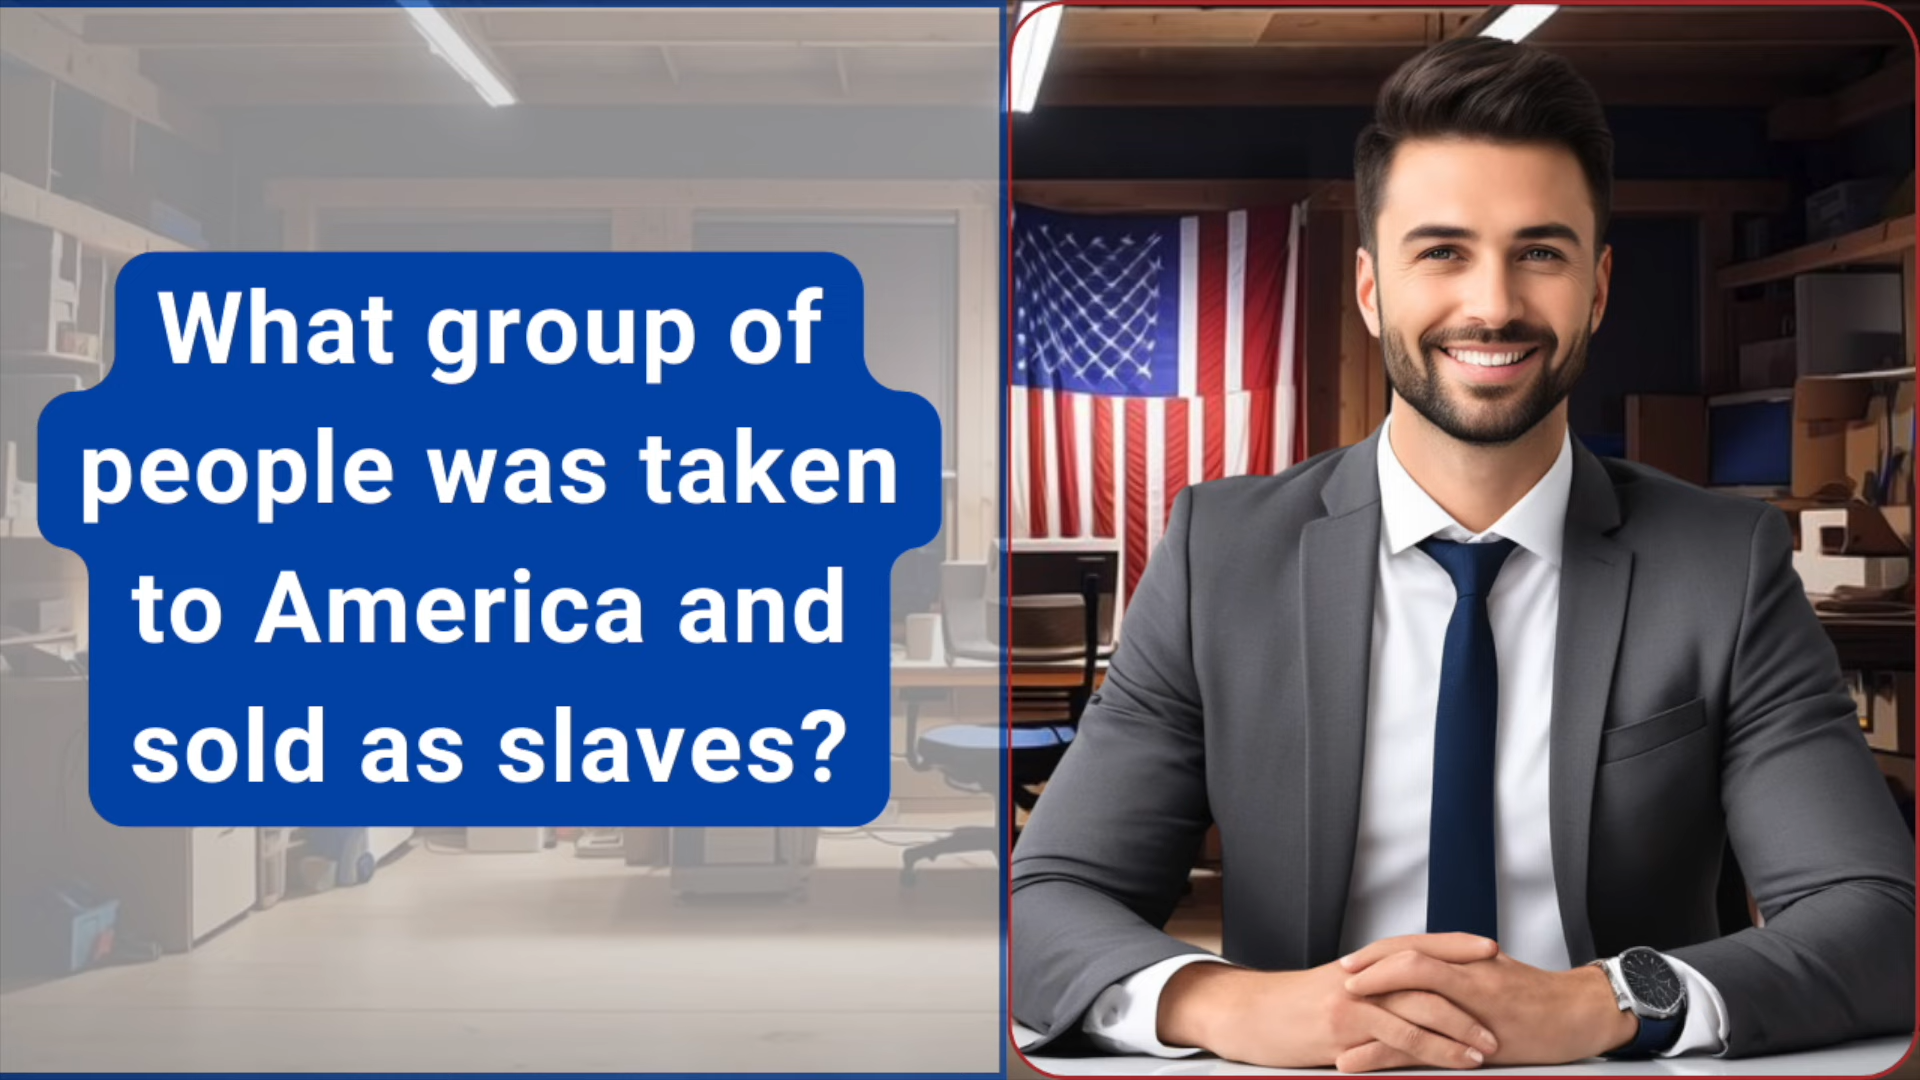 What group of
people was taken
to America and
sold as slaves?